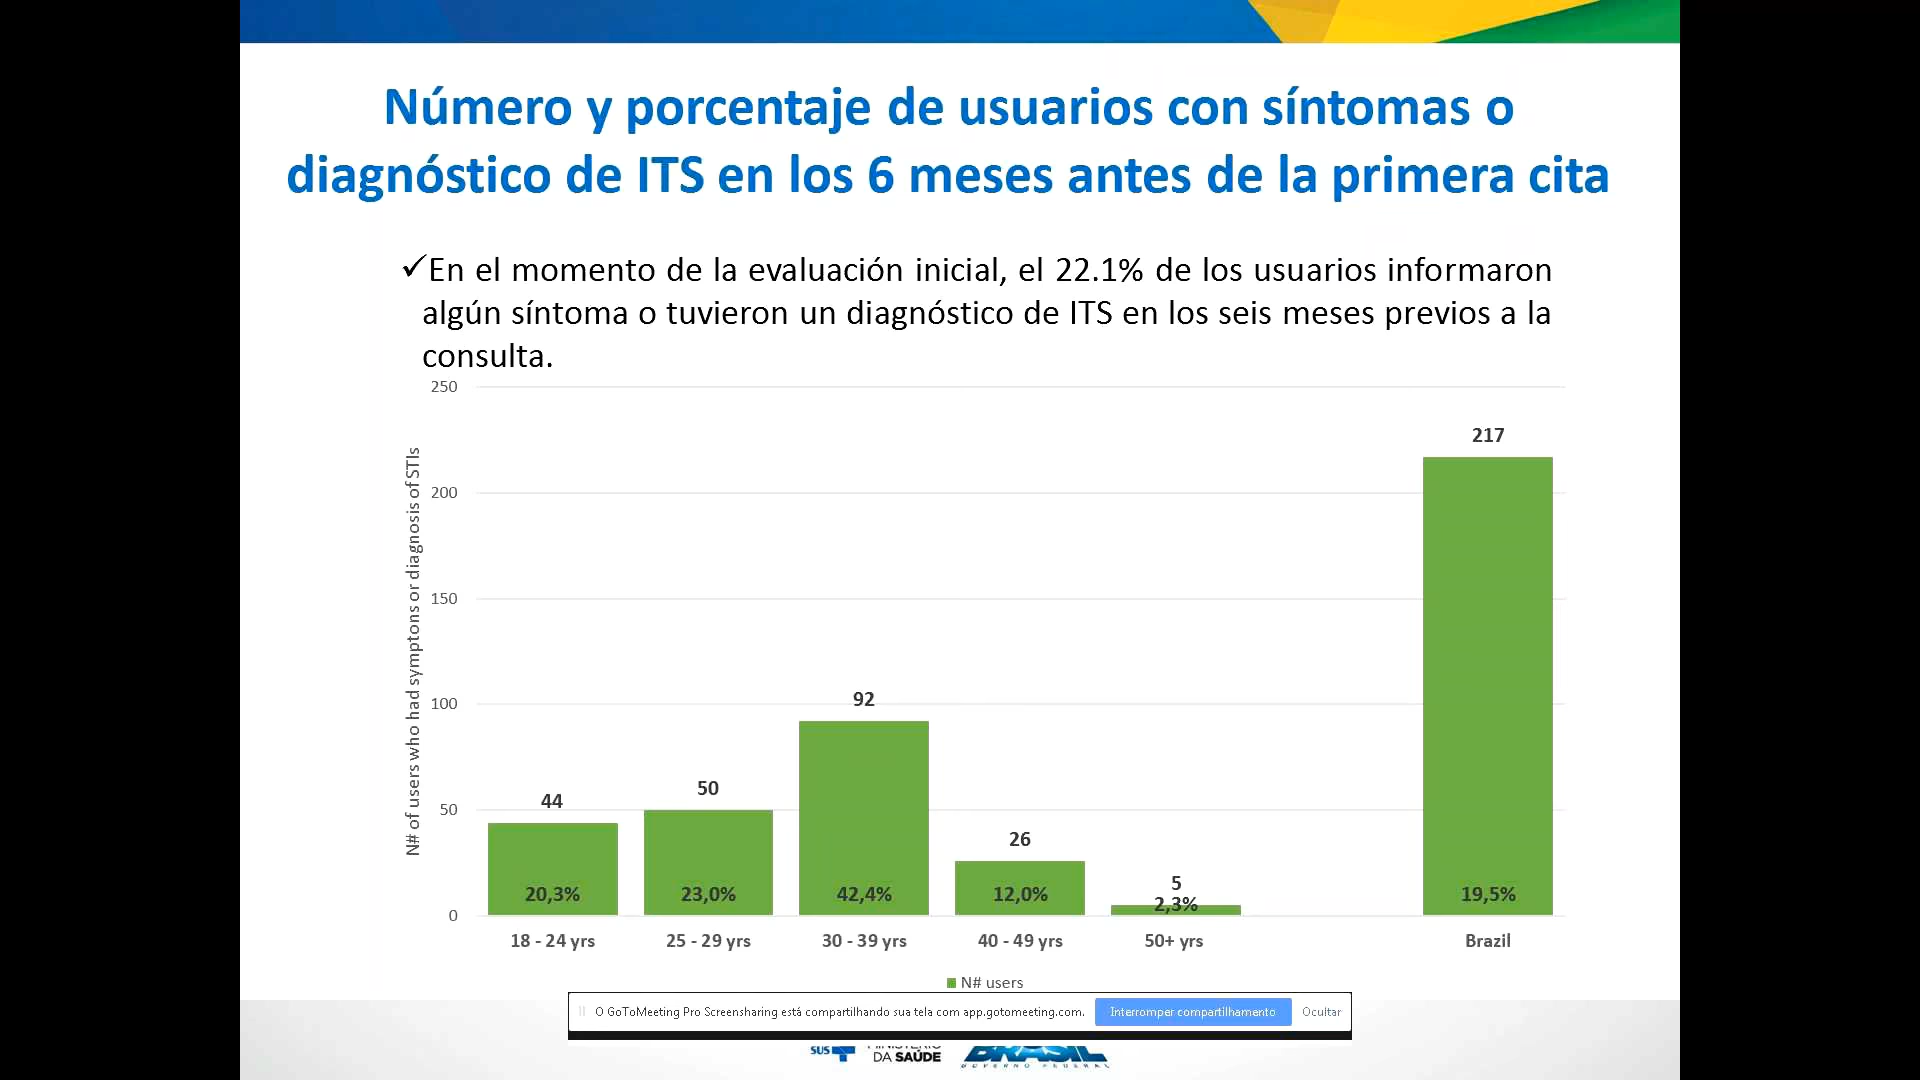 Número y porcentaje de usuarios con síntomas o
diagnóstico de ITS en los 6 meses antes de la primera cita
✓En el momento de la evaluación inicial, el 22.1% de los usuarios informaron
algún síntoma o tuvieron un diagnóstico de ITS en los seis meses previos a la
consulta.
N# of users who had symptons or diagnosis of STIs
250
200
150
100
50
0
44
50
92
26
5
217
20,3%
23,0%
42,4%
12,0%
2,3%
19,5%
18 - 24 yrs
25 - 29 yrs
30 - 39 yrs
40 - 49 yrs
50+ yrs
Brazil
N# users
O GoToMeeting Pro Screensharing está compartilhando sua tela com app.gotomeeting.com.
Interromper compartilhamento
Ocultar
SUS
MINISTÉRIO
DA SAÚDE
BRASIL
GOVERNO FEDERAL